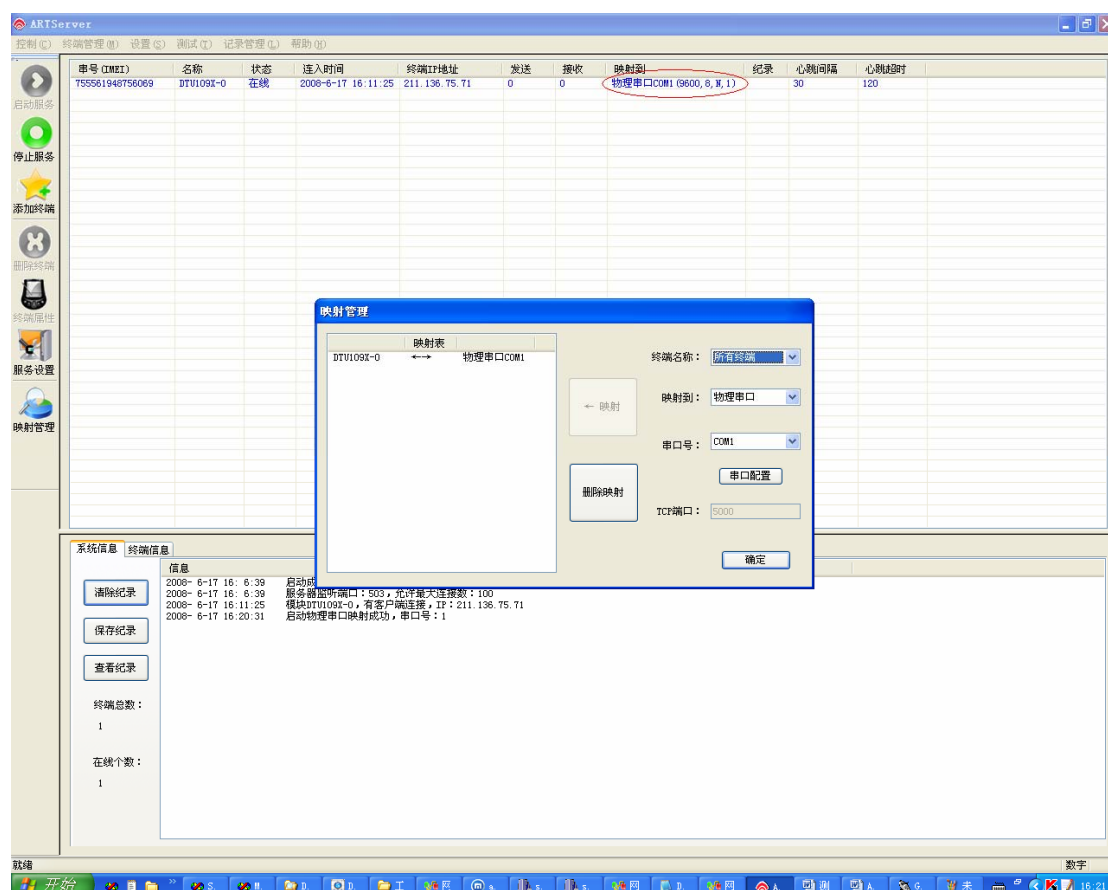 ARTServer
控制(C) 终端管理(M) 设置(S) 测试(T) 记录管理(L) 帮助(H)
串号(IMEI) 名称 状态 连入时间 终端IP地址 发送 接收 映射到 纪录 心跳间隔 心跳超时
755561948756069 DTU109X-0 在线 2008-6-17 16:11:25 211.136.75.71 0 0 物理串口COM1(9600,8,N,1) 30 120
启动服务
停止服务
添加终端
删除终端
终端属性
服务设置
映射管理
映射管理
映射表
DTU109X-0 ←→ 物理串口COM1
终端名称： 所有终端
← 映射
映射到： 物理串口
串口号： COM1
串口配置
删除映射
TCP端口： 5000
确定
系统信息 终端信息
信息
2008- 6-17 16: 6:39 启动成
2008- 6-17 16: 6:39 服务器监听端口：503，允许最大连接数：100
2008- 6-17 16:11:25 模块DTU109X-0，有客户端连接，IP：211.136.75.71
2008- 6-17 16:20:31 启动物理串口映射成功，串口号：1
清除纪录
保存纪录
查看纪录
终端总数：
1
在线个数：
1
就绪 数字
开始 S. M. D. D. 工 网 a. s. s. 网 D. 网 A. 测 A. G. 未 16:21